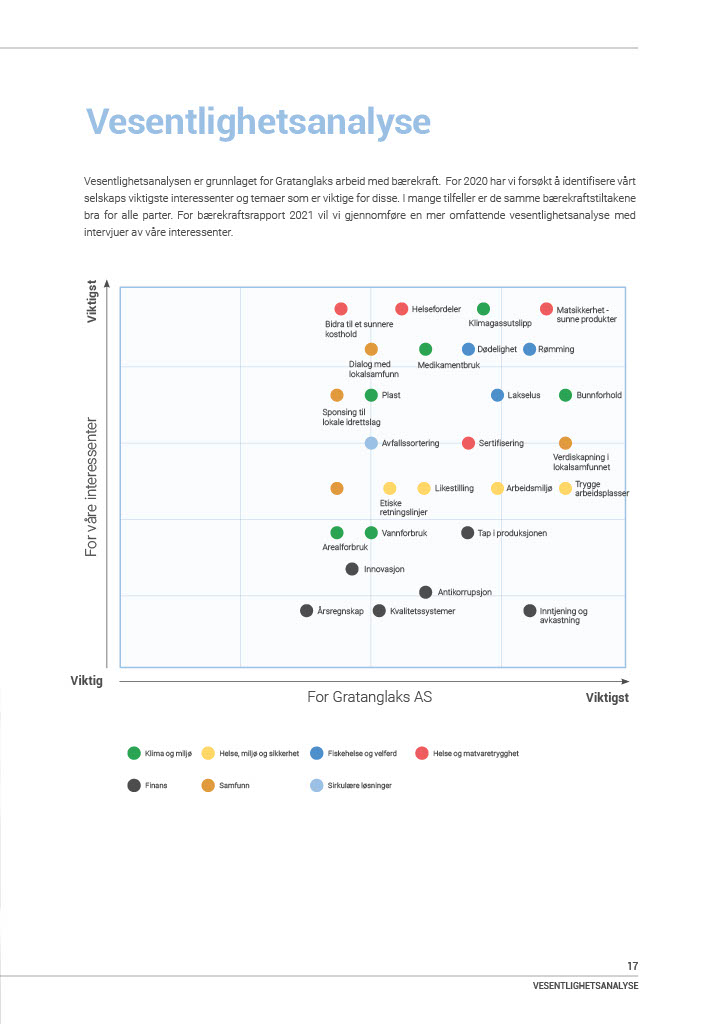 Vesentlighetsanalyse
Vesentlighetsanalysen er grunnlaget for Gratanglaks arbeid med bærekraft. For 2020 har vi forsøkt å identifisere vårt
selskaps viktigste interessenter og temaer som er viktige for disse. I mange tilfeller er de samme bærekraftstiltakene
bra for alle parter. For bærekraftsrapport 2021 vil vi gjennomføre en mer omfattende vesentlighetsanalyse med
intervjuer av våre interessenter.
Viktigst
For våre interessenter
Bidra til et sunnere
kosthold
Helsefordeler
Klimagassutslipp
Matsikkerhet -
sunne produkter
Dialog med
lokalsamfunn
Medikamentbruk
Dødelighet
Rømming
Sponsing til
lokale idrettslag
Plast
Lakselus
Bunnforhold
Avfallssortering
Sertifisering
Verdiskapning i
lokalsamfunnet
Etiske
retningslinjer
Likestilling
Arbeidsmiljø
Trygge
arbeidsplasser
Arealforbruk
Vannforbruk
Tap i produksjonen
Innovasjon
Antikorrupsjon
Årsregnskap
Kvalitetssystemer
Inntjening og
avkastning
Viktig
For Gratanglaks AS
Viktigst
Klima og miljø
Helse, miljø og sikkerhet
Fiskehelse og velferd
Helse og matvaretrygghet
Finans
Samfunn
Sirkulære løsninger
17
VESENTLIGHETSANALYSE